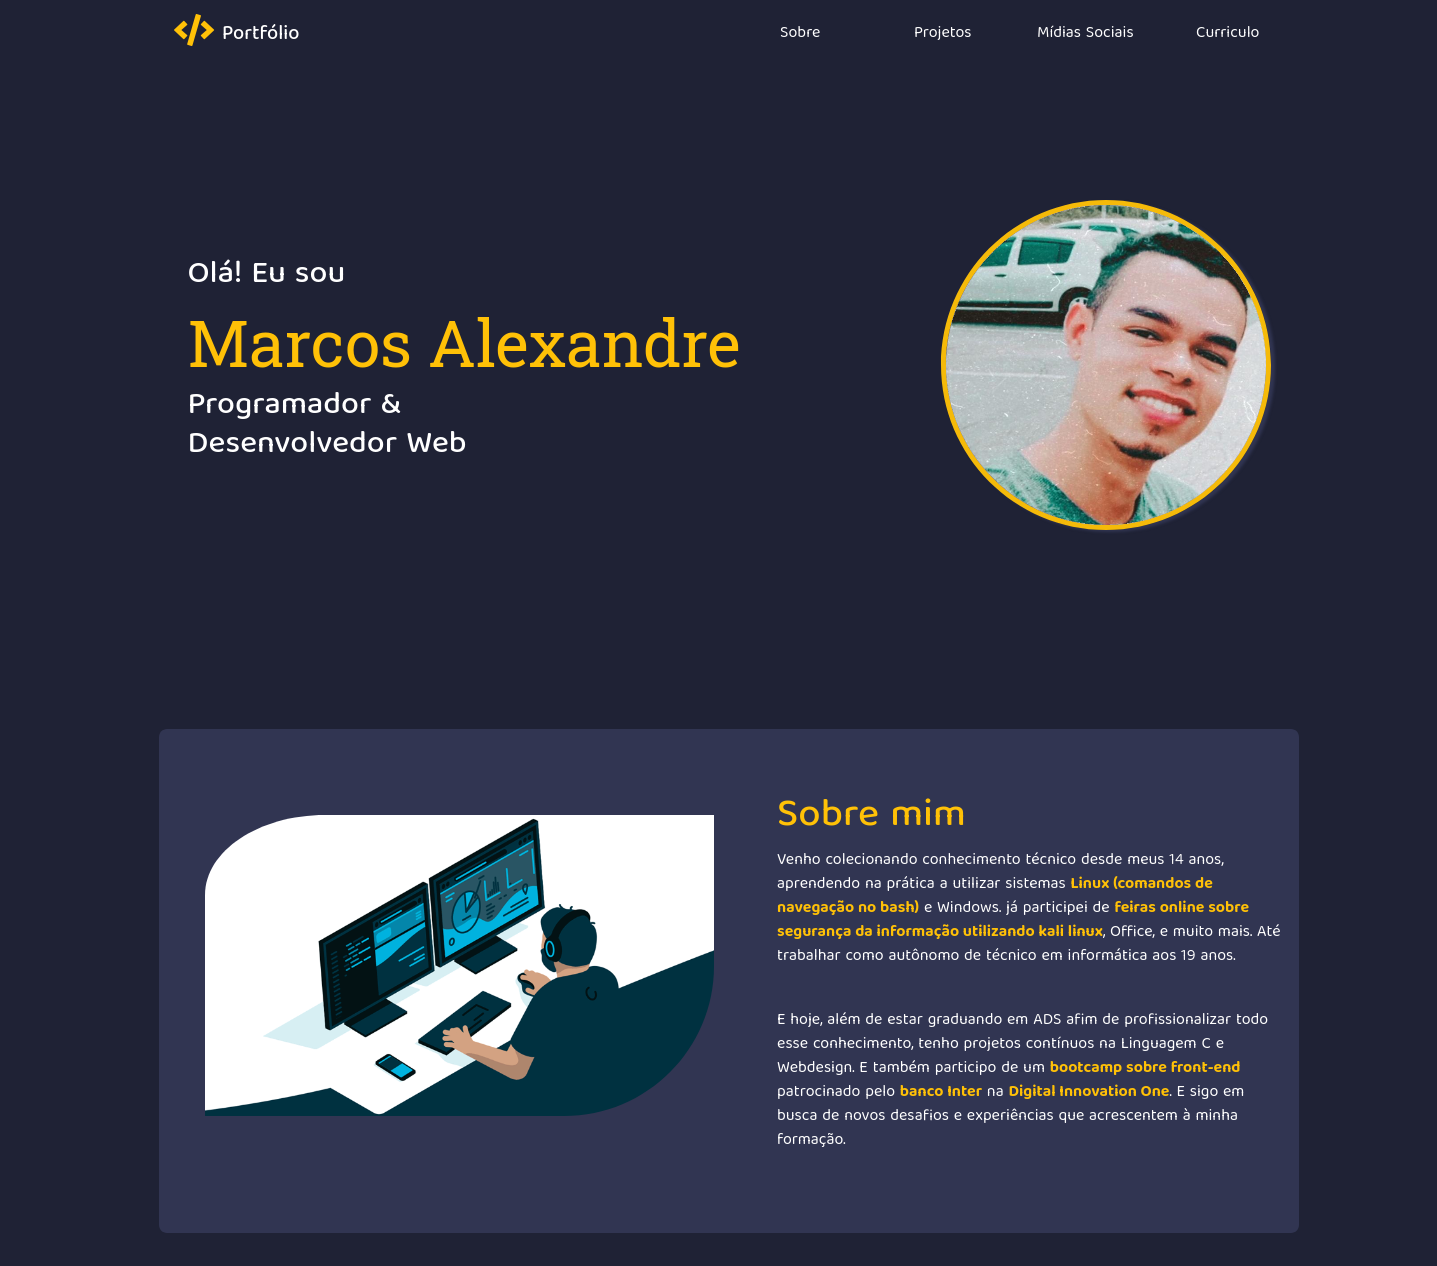 Portfólio
Sobre
Projetos
Mídias Sociais
Curriculo
Olá! Eu sou
Marcos Alexandre
Programador &
Desenvolvedor Web
Sobre mim
Venho colecionando conhecimento técnico desde meus 14 anos,
aprendendo na prática a utilizar sistemas Linux (comandos de
navegação no bash) e Windows. já participei de feiras online sobre
segurança da informação utilizando kali linux, Office, e muito mais. Até
trabalhar como autônomo de técnico em informática aos 19 anos.
E hoje, além de estar graduando em ADS afim de profissionalizar todo
esse conhecimento, tenho projetos contínuos na Linguagem C e
Webdesign. E também participo de um bootcamp sobre front-end
patrocinado pelo banco Inter na Digital Innovation One. E sigo em
busca de novos desafios e experiências que acrescentem à minha
formação.